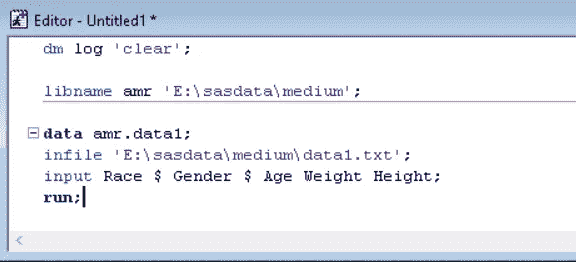 Editor - Untitled1 *
dm log 'clear';
libname amr 'E:\sasdata\medium';
data amr.data1;
infile 'E:\sasdata\medium\data1.txt';
input Race $ Gender $ Age Weight Height;
run;